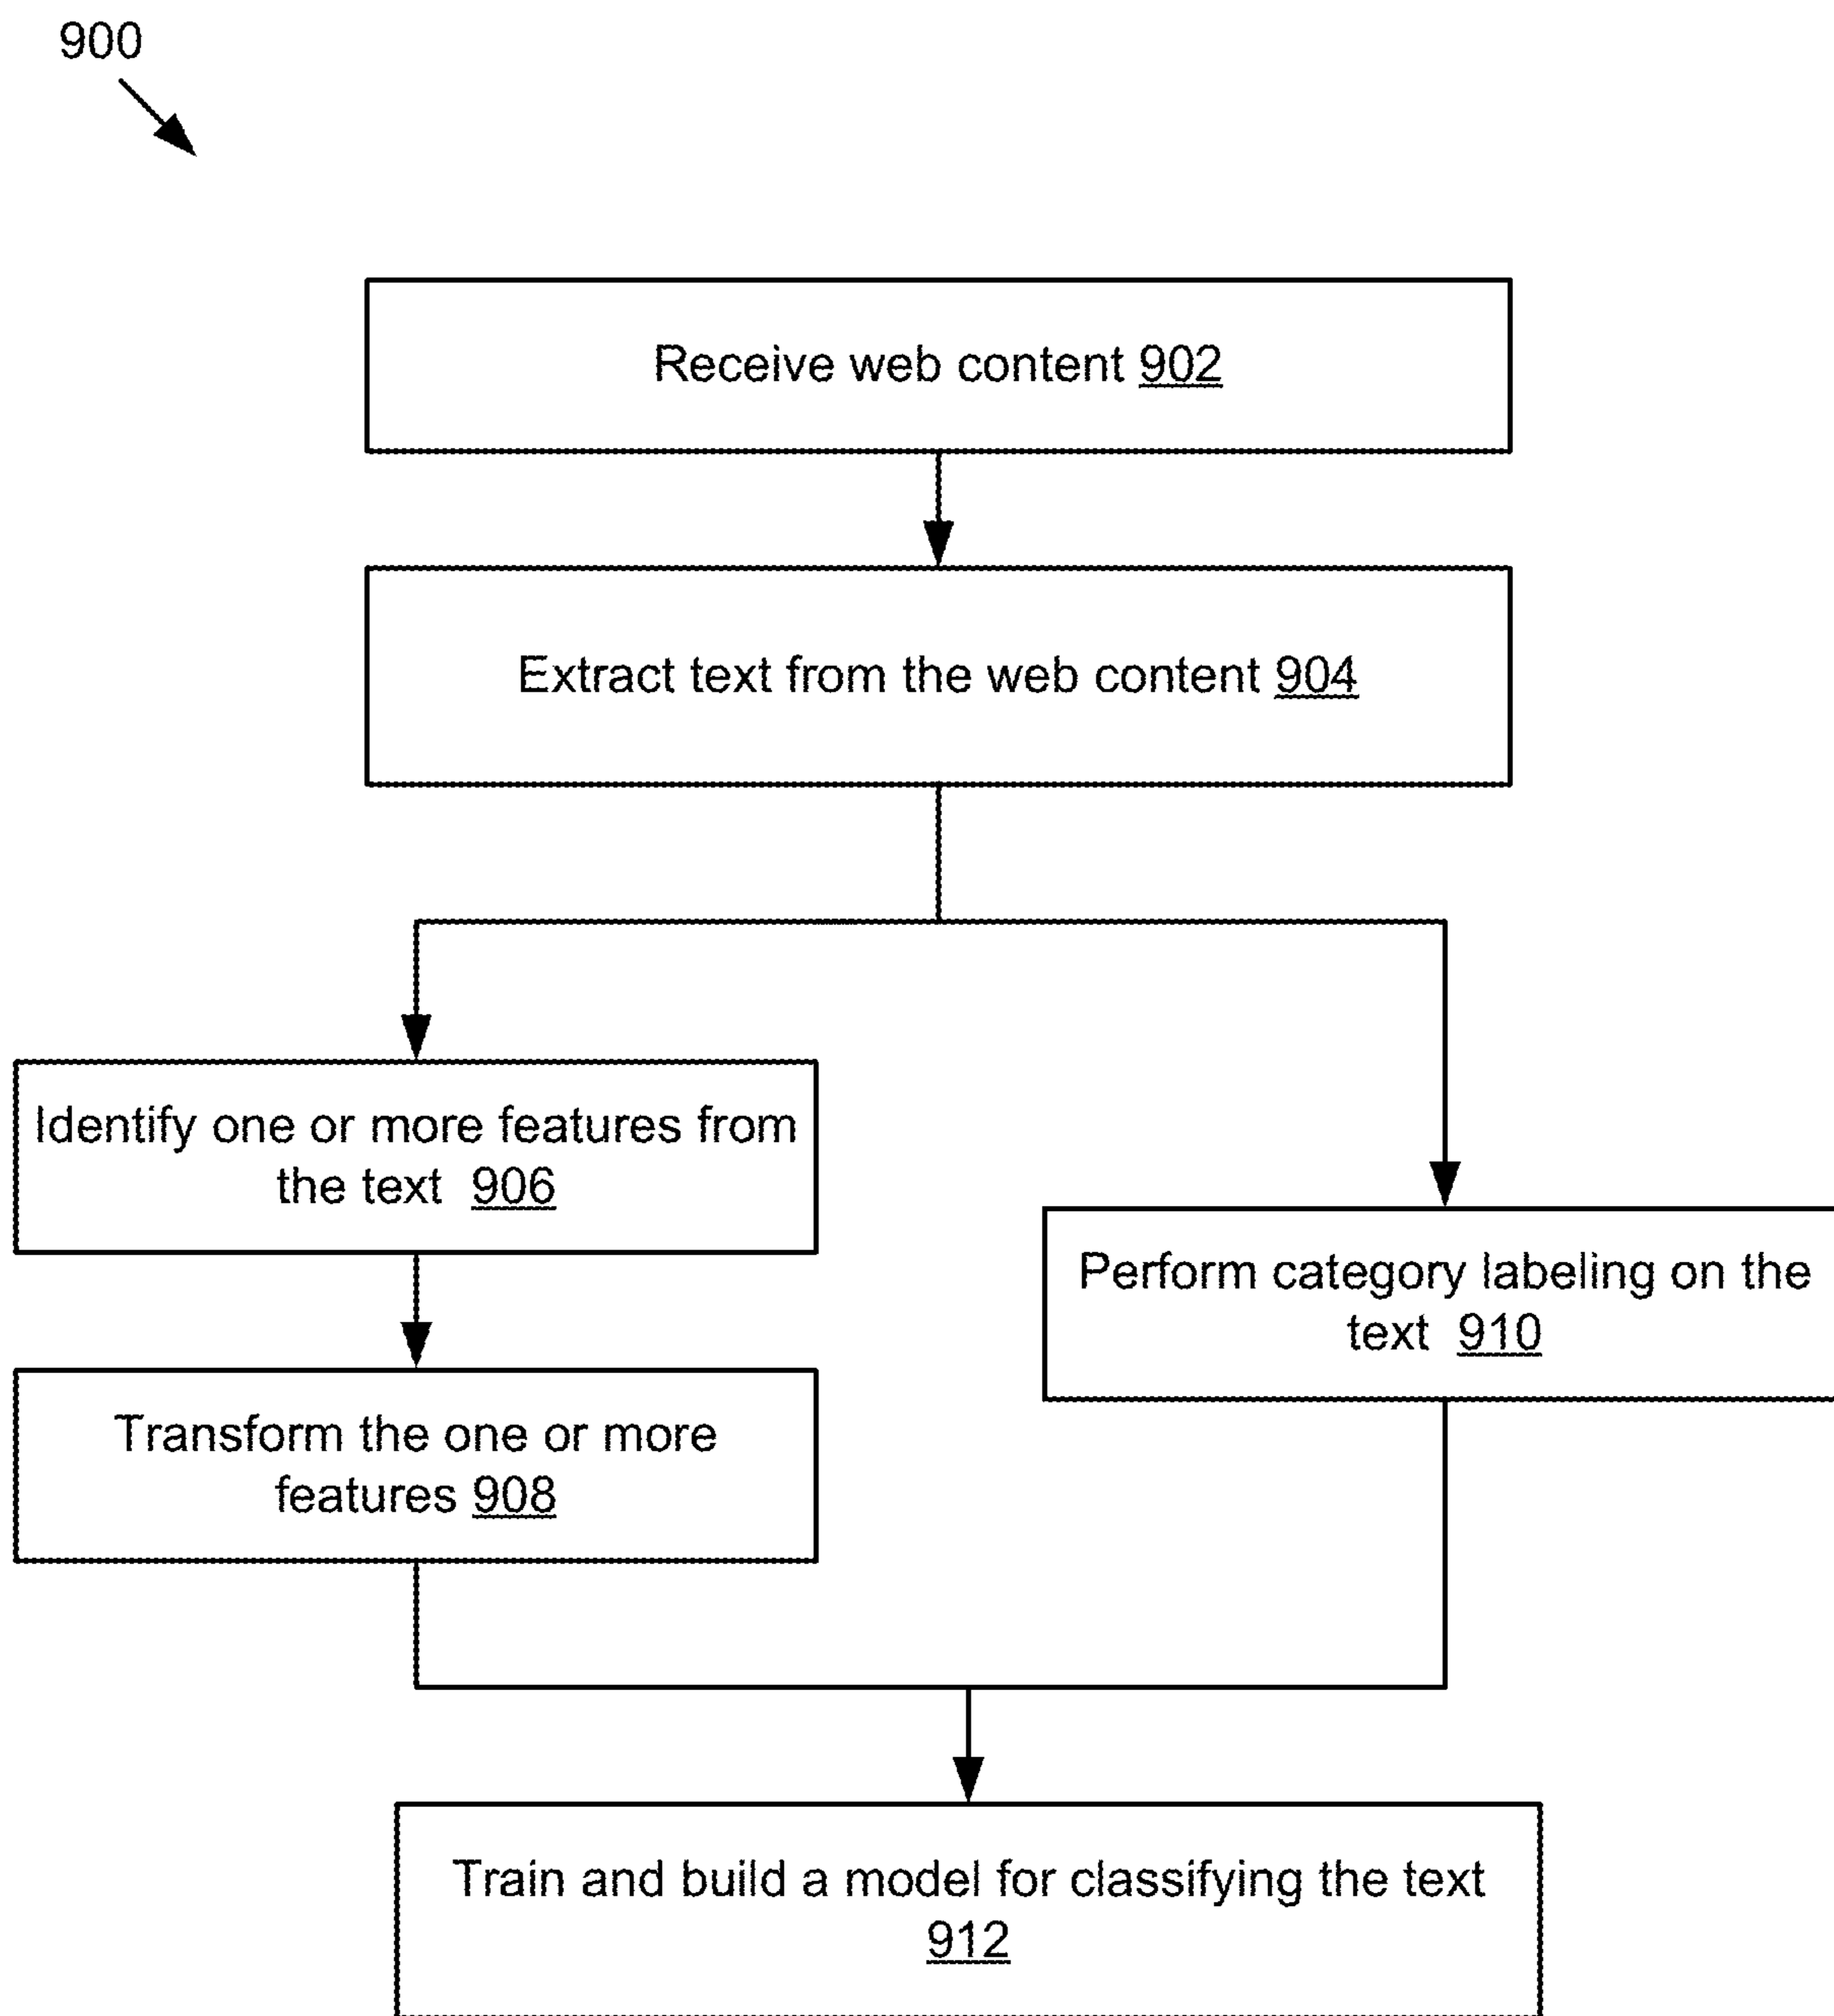 900
Receive web content 902
Extract text from the web content 904
Identify one or more features from
the text 906
Perform category labeling on the
text 910
Transform the one or more
features 908
Train and build a model for classifying the text
912